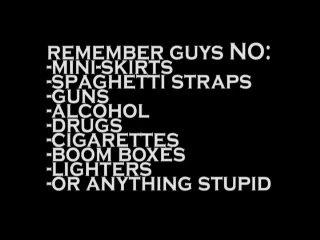 REMEMBER GUYS NO:
-MINI-SKIRTS
-SPAGHETTI STRAPS
-GUNS
-ALCOHOL
-DRUGS
-CIGARETTES
-BOOM BOXES
-LIGHTERS
-OR ANYTHING STUPID